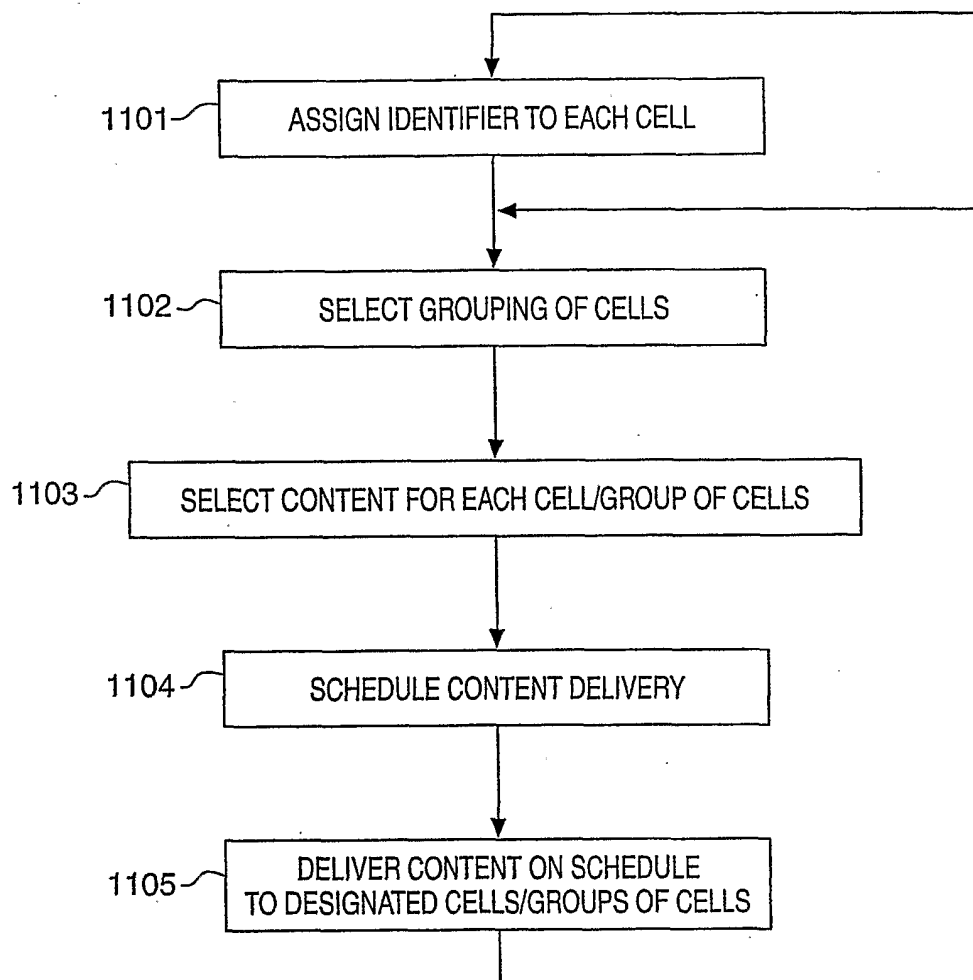 1101
ASSIGN IDENTIFIER TO EACH CELL
1102
SELECT GROUPING OF CELLS
1103
SELECT CONTENT FOR EACH CELL/GROUP OF CELLS
1104
SCHEDULE CONTENT DELIVERY
1105
DELIVER CONTENT ON SCHEDULE
TO DESIGNATED CELLS/GROUPS OF CELLS